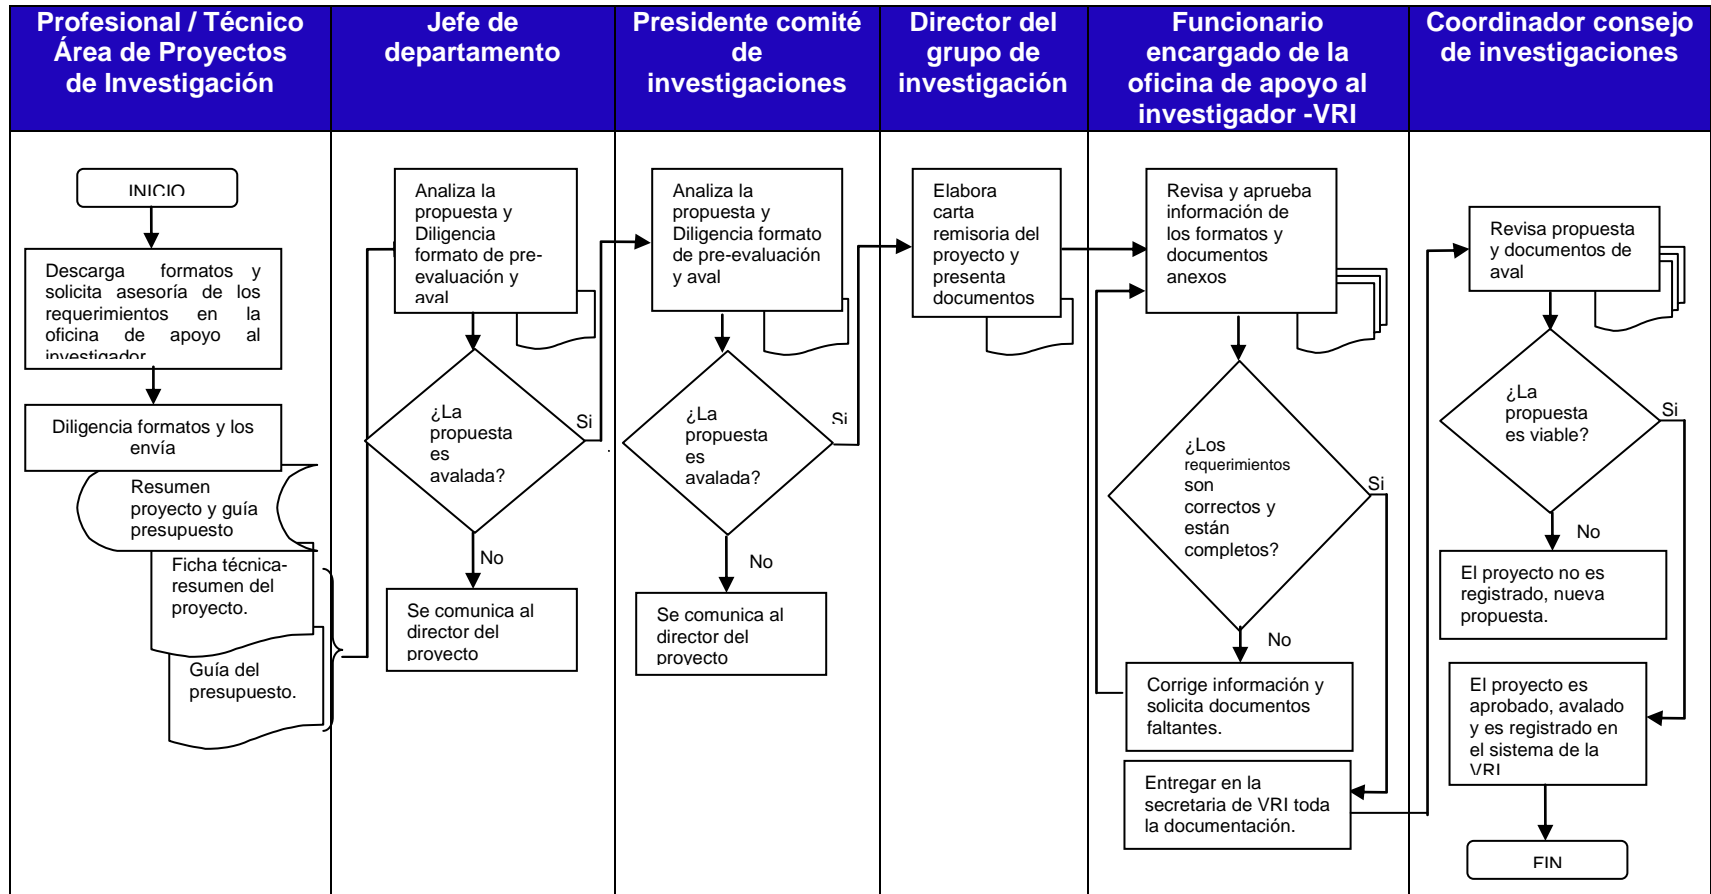 Profesional / Técnico
Área de Proyectos
de Investigación
Jefe de
departamento
Presidente comité
de
investigaciones
Director del
grupo de
investigación
Funcionario
encargado de la
oficina de apoyo al
investigador -VRI
Coordinador consejo
de investigaciones
INICIO
Descarga formatos y
solicita asesoría de los
requerimientos en la
oficina de apoyo al
investigador
Diligencia formatos y los
envía
Resumen
proyecto y guía
presupuesto
Ficha técnica-
resumen del
proyecto.
Guía del
presupuesto.
Analiza la
propuesta y
Diligencia
formato de pre-
evaluación y
aval
¿La
propuesta
es
avalada?
Si
No
Se comunica al
director del
proyecto
Analiza la
propuesta y
Diligencia formato
de pre-evaluación
y aval
¿La
propuesta
es
avalada?
Si
No
Se comunica al
director del
proyecto
Elabora
carta
remisoria del
proyecto y
presenta
documentos
Revisa y aprueba
información de
los formatos y
documentos
anexos
¿Los
requerimientos
son
correctos y
están
completos?
Si
No
Corrige información y
solicita documentos
faltantes.
Entregar en la
secretaria de VRI toda
la documentación.
Revisa propuesta
y documentos de
aval
¿La
propuesta
es viable?
Si
No
El proyecto no es
registrado, nueva
propuesta.
El proyecto es
aprobado, avalado
y es registrado en
el sistema de la
VRI
FIN